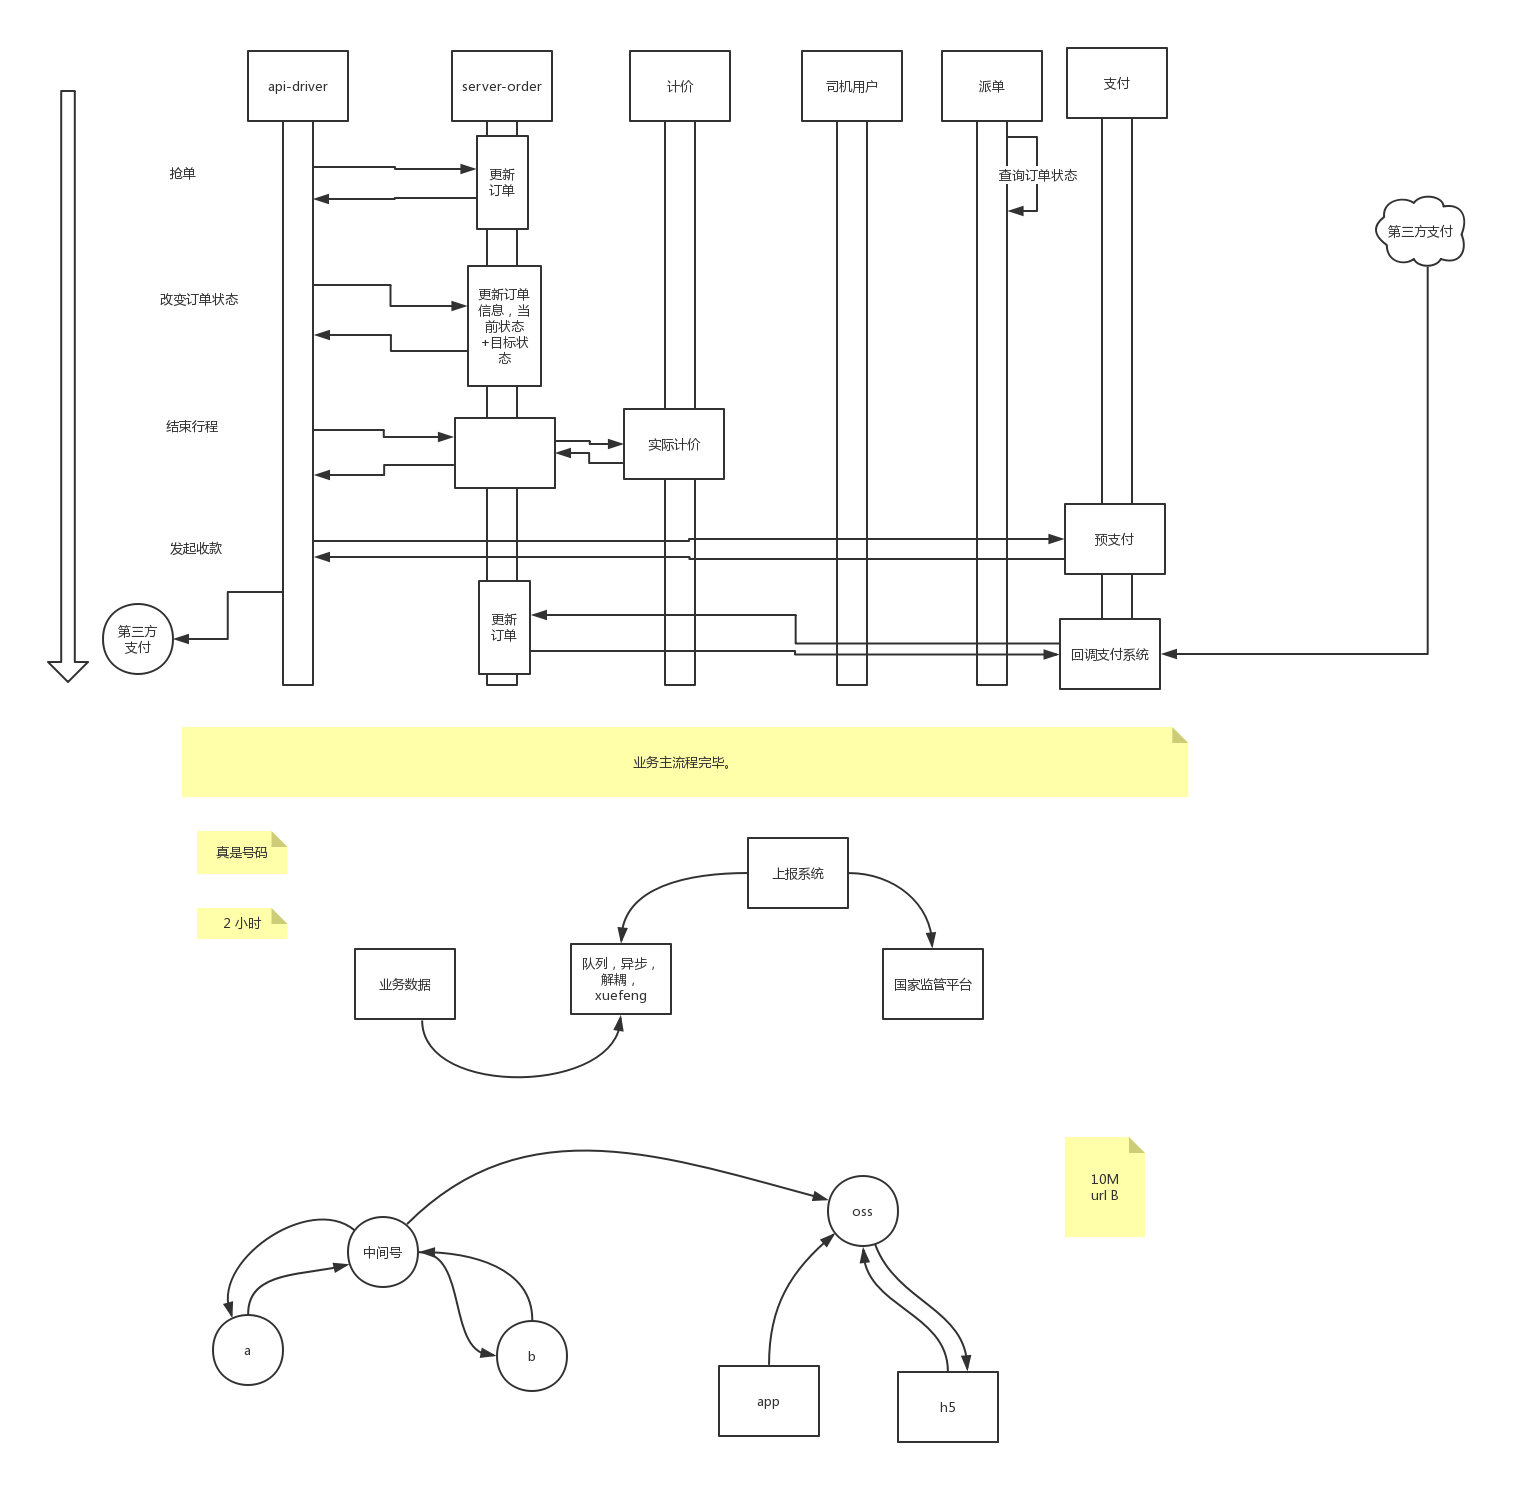 api-driver
server-order
计价
司机用户
派单
支付
抢单
更新
订单
查询订单状态
第三方支付
改变订单状态
更新订单
信息，当
前状态
+目标状
态
结束行程
实际计价
发起收款
预支付
第三方
支付
更新
订单
回调支付系统
业务主流程完毕。
真是号码
上报系统
2 小时
业务数据
队列，异步，
解耦，
xuefeng
国家监管平台
10M
url B
oss
中间号
a
b
app
h5